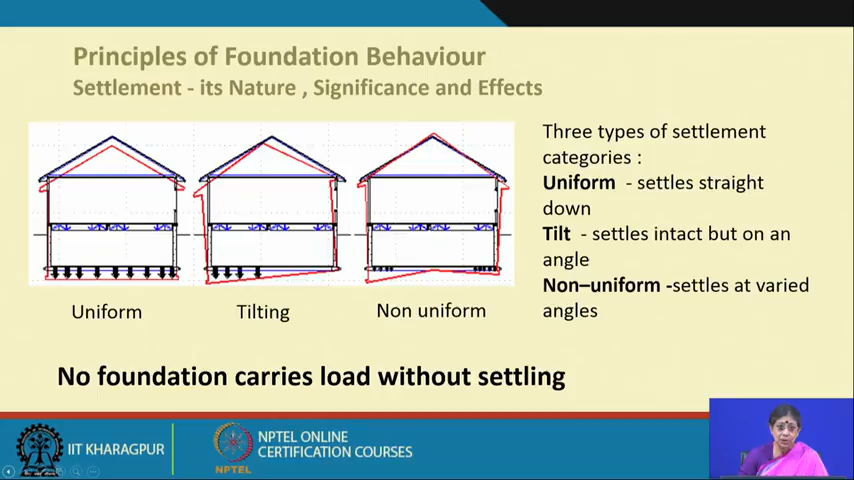 Principles of Foundation Behaviour
Settlement - its Nature , Significance and Effects
Three types of settlement
categories :
Uniform - settles straight
down
Tilt - settles intact but on an
angle
Non–uniform -settles at varied
angles
Uniform
Tilting
Non uniform
No foundation carries load without settling
IIT KHARAGPUR
NPTEL ONLINE
CERTIFICATION COURSES
NPTEL